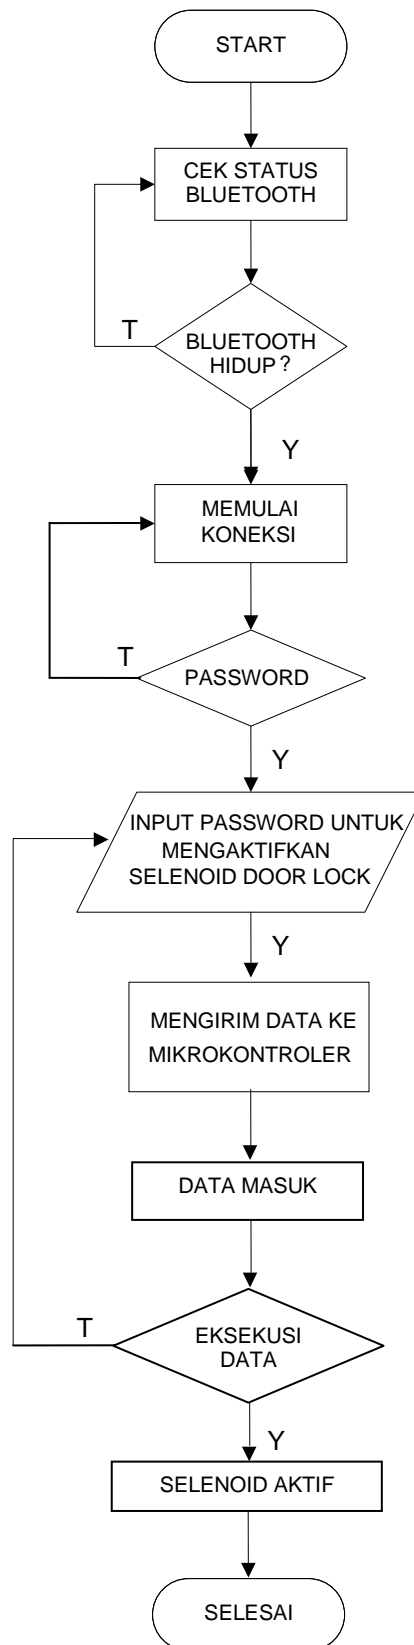 START
CEK STATUS
BLUETOOTH
T
BLUETOOTH
HIDUP?
Y
MEMULAI
KONEKSI
T
PASSWORD
Y
INPUT PASSWORD UNTUK
MENGAKTIFKAN
SELENOID DOOR LOCK
Y
MENGIRIM DATA KE
MIKROKONTROLER
DATA MASUK
T
EKSEKUSI
DATA
Y
SELENOID AKTIF
SELESAI